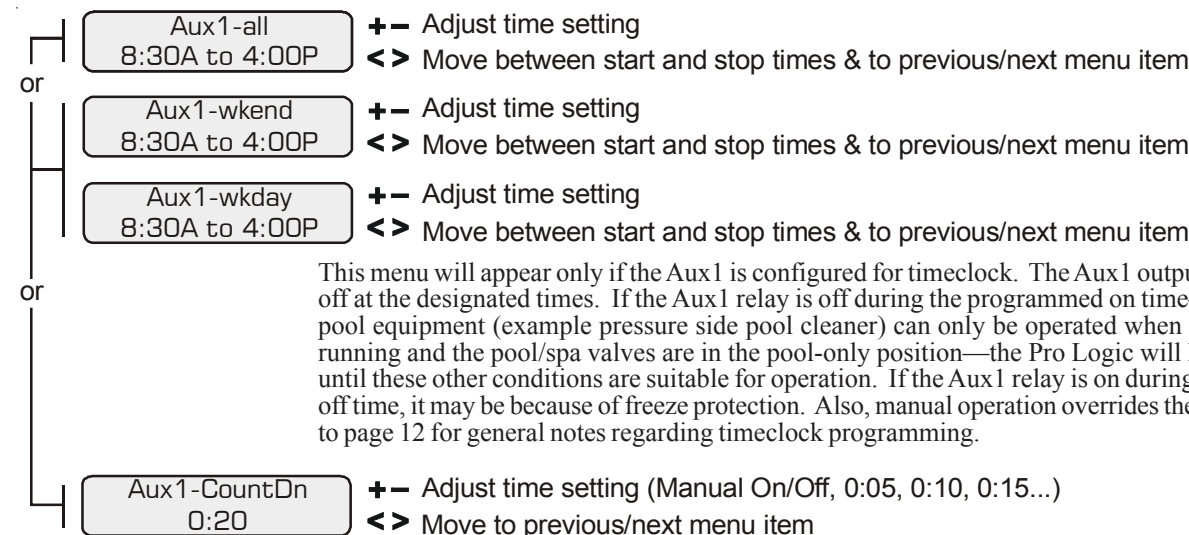 Aux1-all
8:30A to 4:00P
+– Adjust time setting
< > Move between start and stop times & to previous/next menu item
or
Aux1-wkend
8:30A to 4:00P
+– Adjust time setting
< > Move between start and stop times & to previous/next menu item
Aux1-wkday
8:30A to 4:00P
+– Adjust time setting
< > Move between start and stop times & to previous/next menu item
or
This menu will appear only if the Aux1 is configured for timeclock. The Aux1
off at the designated times. If the Aux1 relay is off during the programmed on
pool equipment (example pressure side pool cleaner) can only be operated when
running and the pool/spa valves are in the pool-only position—the Pro Logic will
until these other conditions are suitable for operation. If the Aux1 relay is on during
off time, it may be because of freeze protection. Also, manual operation overrides the
to page 12 for general notes regarding timeclock programming.
Aux1-CountDn
0:20
+– Adjust time setting (Manual On/Off, 0:05, 0:10, 0:15...)
< > Move to previous/next menu item